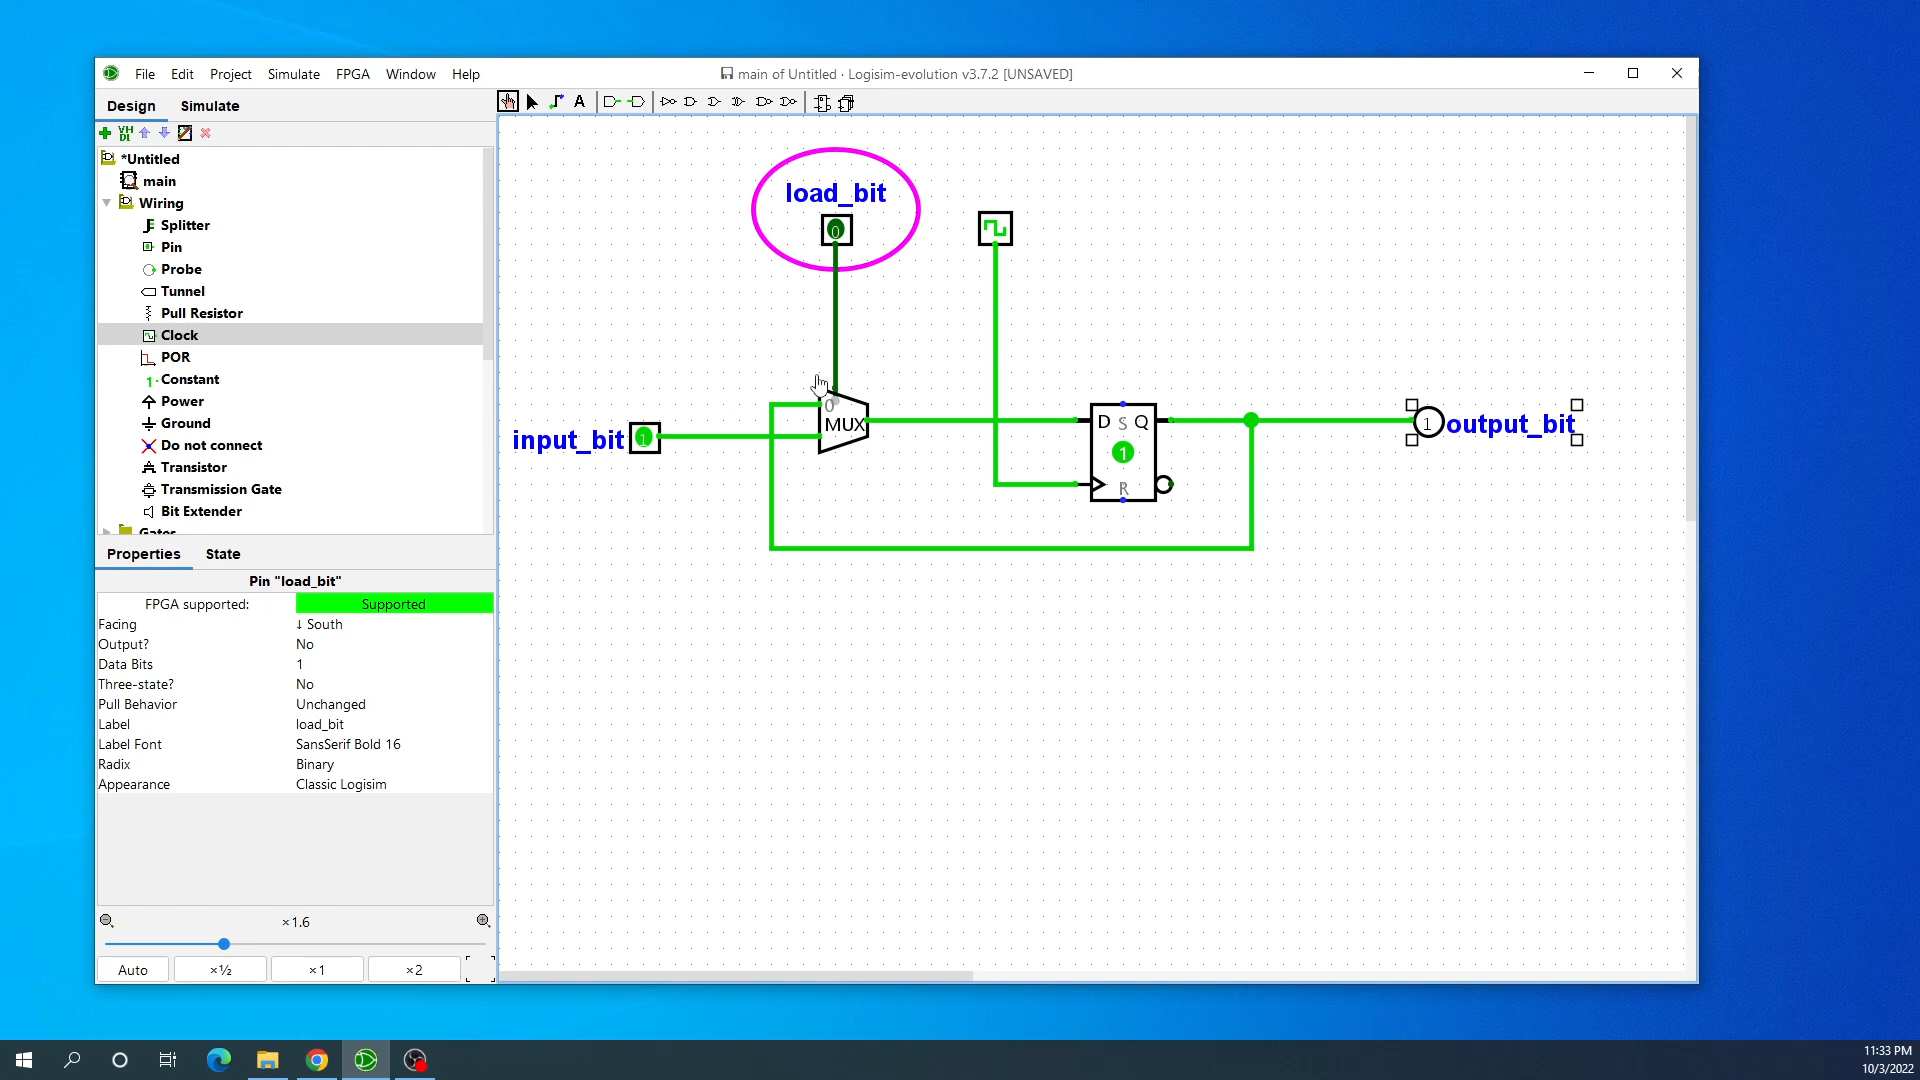 main of Untitled · Logisim-evolution v3.7.2 [UNSAVED]
File Edit Project Simulate FPGA Window Help
Design Simulate
VH
DL
A
*Untitled
main
Wiring
Splitter
Pin
Probe
Tunnel
Pull Resistor
Clock
POR
Constant
Power
Ground
Do not connect
Transistor
Transmission Gate
Bit Extender
Gates
Properties State
Pin "load_bit"
FPGA supported: Supported
Facing ↓ South
Output? No
Data Bits 1
Three-state? No
Pull Behavior Unchanged
Label load_bit
Label Font SansSerif Bold 16
Radix Binary
Appearance Classic Logisim
×1.6
Auto ×½ ×1 ×2
load_bit
0
input_bit 1
0
MUX
D S Q
1
R
1 output_bit
11:33 PM
10/3/2022